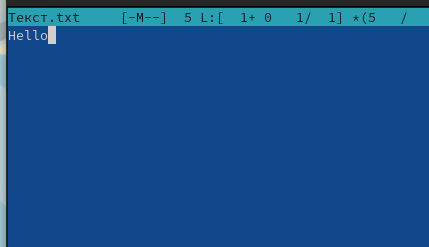 Текст.txt [-M--] 5 L:[ 1+ 0 1/ 1] *(5 /
Hello